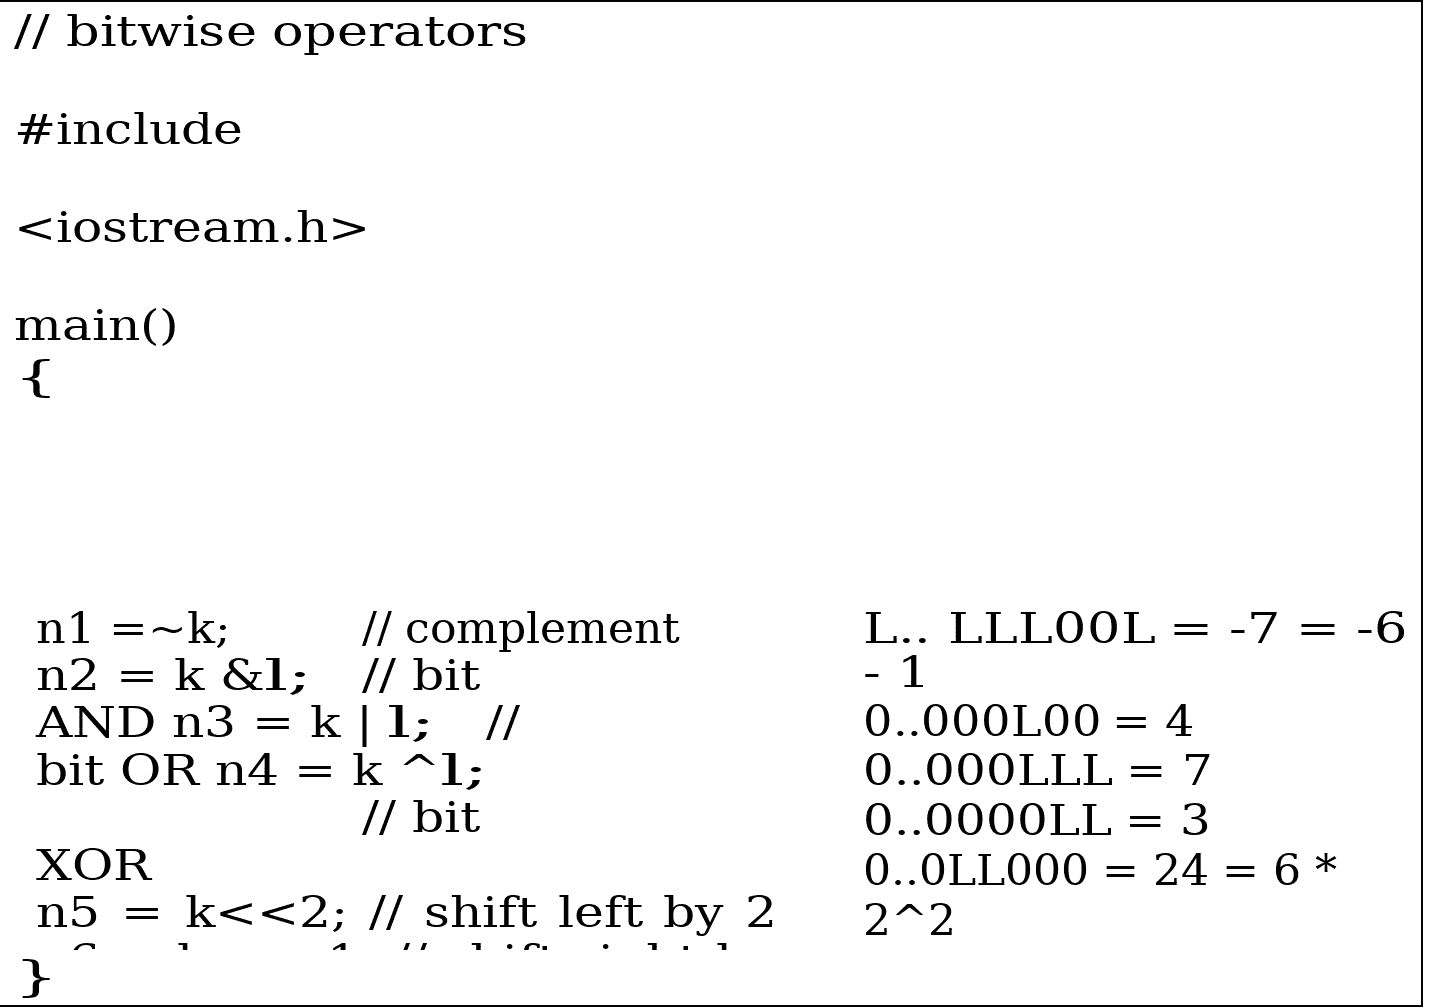 // bitwise operators
#include
<iostream.h>
main()
{
n1 =~k; // complement
n2 = k &l; // bit
AND n3 = k | l; //
bit OR n4 = k ^l;
// bit
XOR
n5 = k<<2; // shift left by 2
L.. LLL00L = -7 = -6
- 1
0..000L00 = 4
0..000LLL = 7
0..0000LL = 3
0..0LL000 = 24 = 6 *
2^2
}